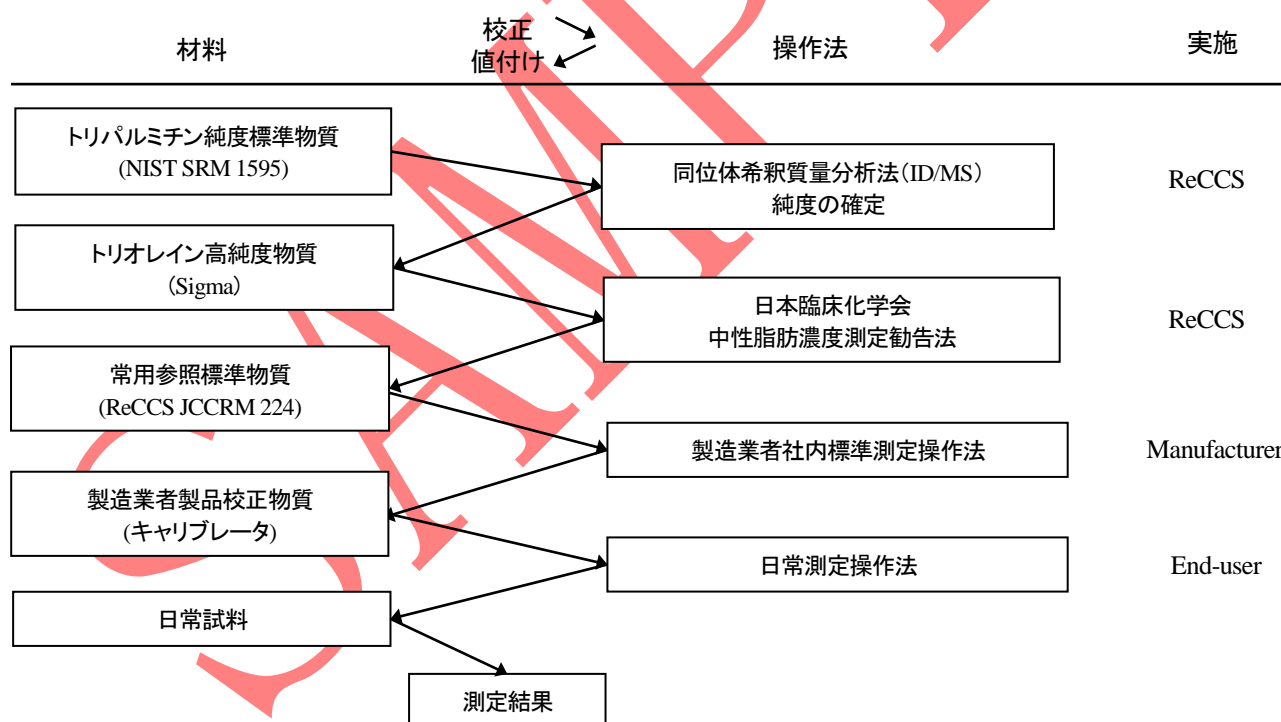 材料
校正
値付け
操作法
実施
トリパルミチン純度標準物質
(NIST SRM 1595)
同位体希釈質量分析法（ID/MS）
純度の確定
ReCCS
トリオレイン高純度物質
（Sigma）
日本臨床化学会
中性脂肪濃度測定勧告法
ReCCS
常用参照標準物質
(ReCCS JCCRM 224)
製造業者社内標準測定操作法
Manufacturer
製造業者製品校正物質
(キャリブレータ)
日常測定操作法
End-user
日常試料
測定結果